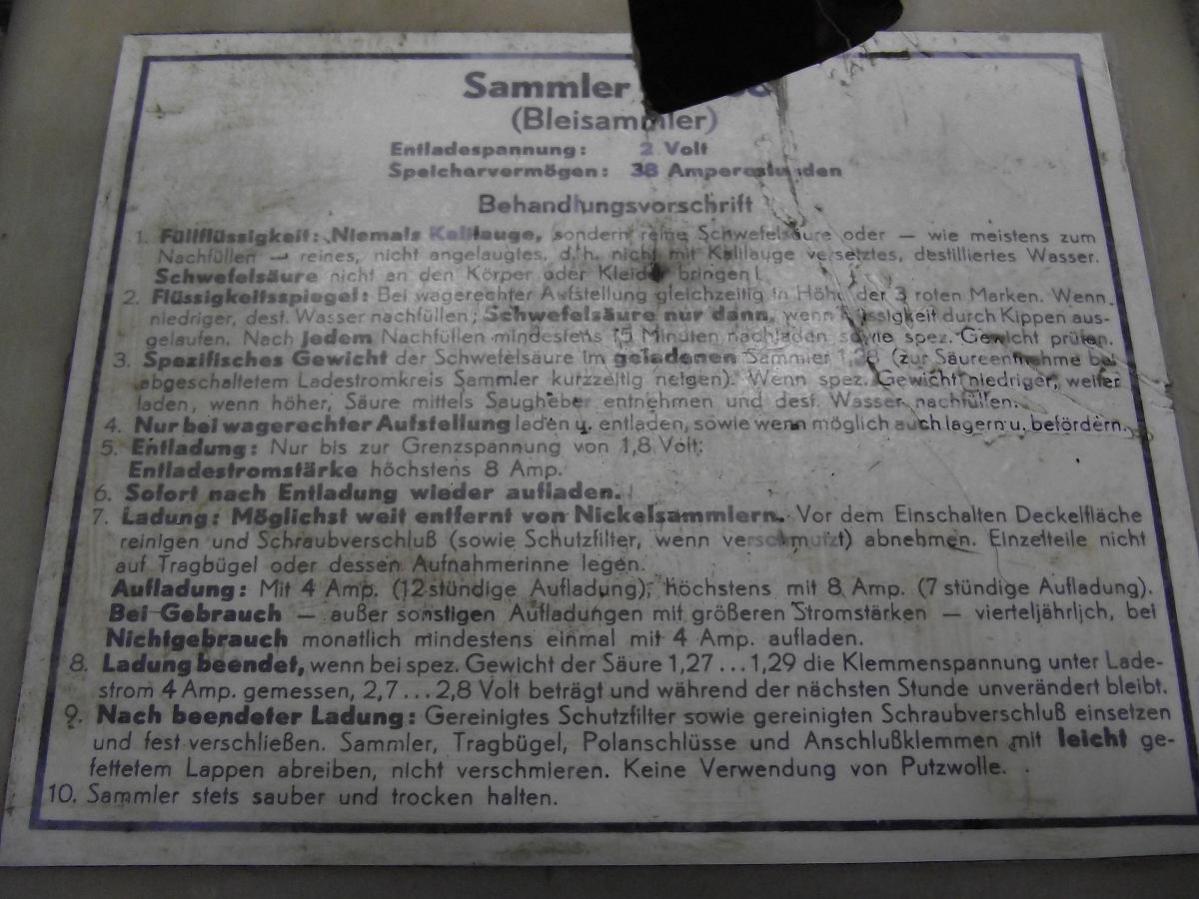 Sammler
(Bleisammler)
Entladespannung: 2 Volt
Speichervermögen: 38 Amperestunden
Behandlungsvorschrift
1. Füllflüssigkeit: Niemals Kalilauge, sondern reine Schwefelsäure oder — wie meistens zum
Nachfüllen — reines, nicht angelaugtes, d. h. nicht mit Kalilauge versetztes, destilliertes Wasser.
Schwefelsäure nicht an den Körper oder Kleider bringen!
2. Flüssigkeitsspiegel: Bei wagerechter Aufstellung gleichzeitig in Höhe der 3 roten Marken. Wenn
niedriger, dest. Wasser nachfüllen; Schwefelsäure nur dann, wenn Flüssigkeit durch Kippen aus-
gelaufen. Nach jedem Nachfüllen mindestens 15 Minuten nachladen sowie spez. Gewicht prüfen.
3. Spezifisches Gewicht der Schwefelsäure im geladenen Sammler 1,28 (zur Säureentnahme bei
abgeschaltetem Ladestromkreis Sammler kurzzeitig neigen). Wenn spez. Gewicht niedriger, weiter
laden, wenn höher, Säure mittels Saugheber entnehmen und dest. Wasser nachfüllen.
4. Nur bei wagerechter Aufstellung laden u. entladen, sowie wenn möglich auch lagern u. befördern.
5. Entladung: Nur bis zur Grenzspannung von 1,8 Volt.
Entladestromstärke höchstens 8 Amp.
6. Sofort nach Entladung wieder aufladen.
7. Ladung: Möglichst weit entfernt von Nickelsammlern. Vor dem Einschalten Deckelfläche
reinigen und Schraubverschluß (sowie Schutzfilter, wenn verschmutzt) abnehmen. Einzelteile nicht
auf Tragbügel oder dessen Aufnahmerinne legen.
Aufladung: Mit 4 Amp. (12 stündige Aufladung), höchstens mit 8 Amp. (7 stündige Aufladung).
Bei Gebrauch — außer sonstigen Aufladungen mit größeren Stromstärken — vierteljährlich, bei
Nichtgebrauch monatlich mindestens einmal mit 4 Amp. aufladen.
8. Ladung beendet, wenn bei spez. Gewicht der Säure 1,27...1,29 die Klemmenspannung unter Lade-
strom 4 Amp. gemessen, 2,7...2,8 Volt beträgt und während der nächsten Stunde unverändert bleibt.
9. Nach beendeter Ladung: Gereinigtes Schutzfilter sowie gereinigten Schraubverschluß einsetzen
und fest verschließen. Sammler, Tragbügel, Polanschlüsse und Anschlußklemmen mit leicht ge-
fettetem Lappen abreiben, nicht verschmieren. Keine Verwendung von Putzwolle.
10. Sammler stets sauber und trocken halten.